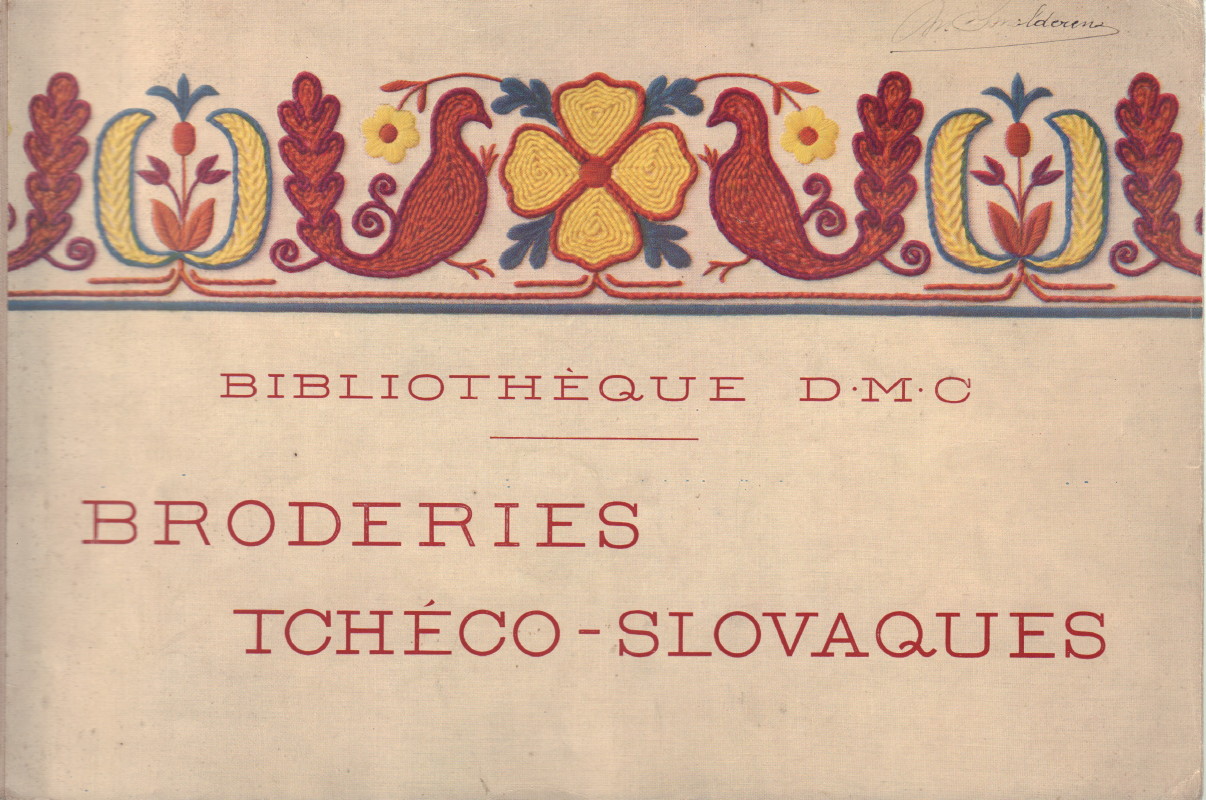 BIBLIOTHÈQUE D·M·C
BRODERIES
TCHÉCO-SLOVAQUES